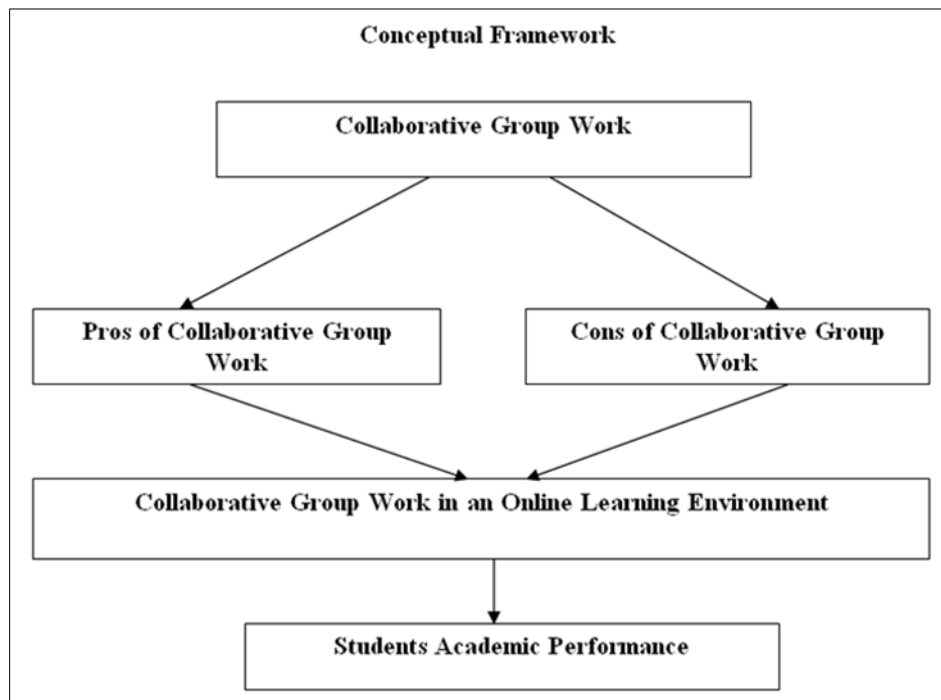 Conceptual Framework
Collaborative Group Work
Pros of Collaborative Group
Work
Cons of Collaborative Group
Work
Collaborative Group Work in an Online Learning Environment
Students Academic Performance